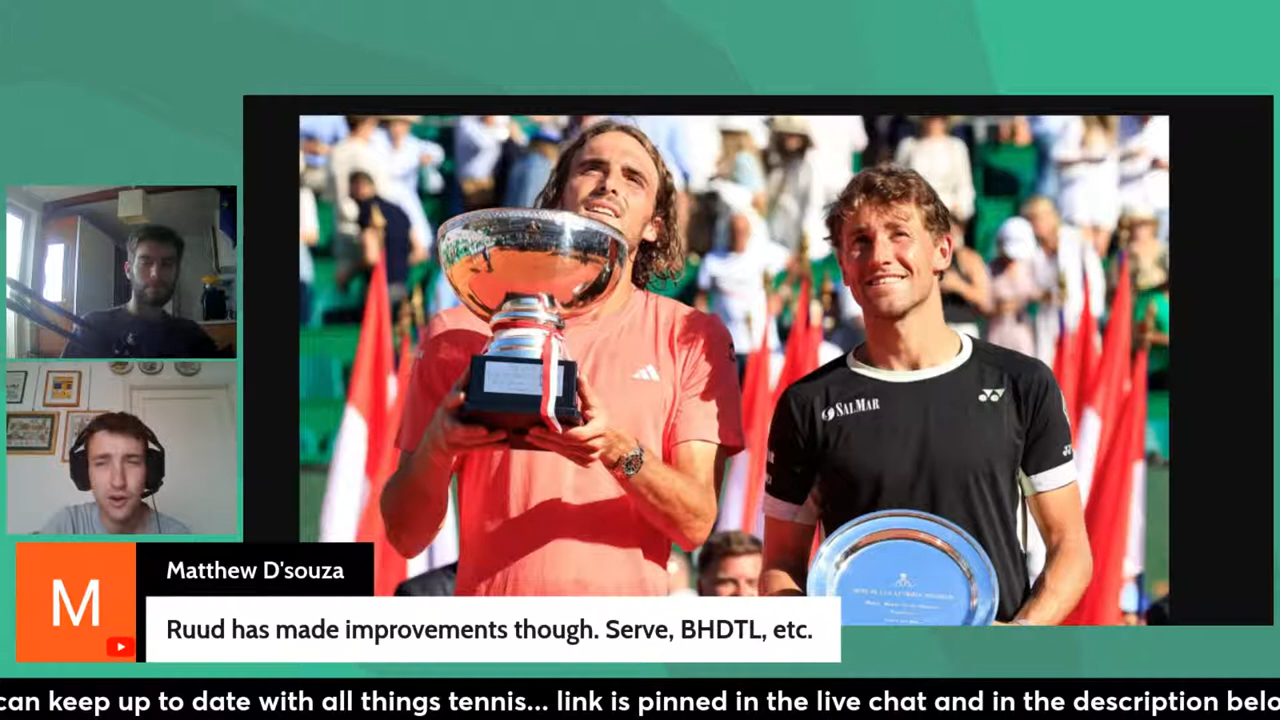 SALMAR
M
Matthew D'souza
Ruud has made improvements though. Serve, BHDTL, etc.
can keep up to date with all things tennis... link is pinned in the live chat and in the description belo